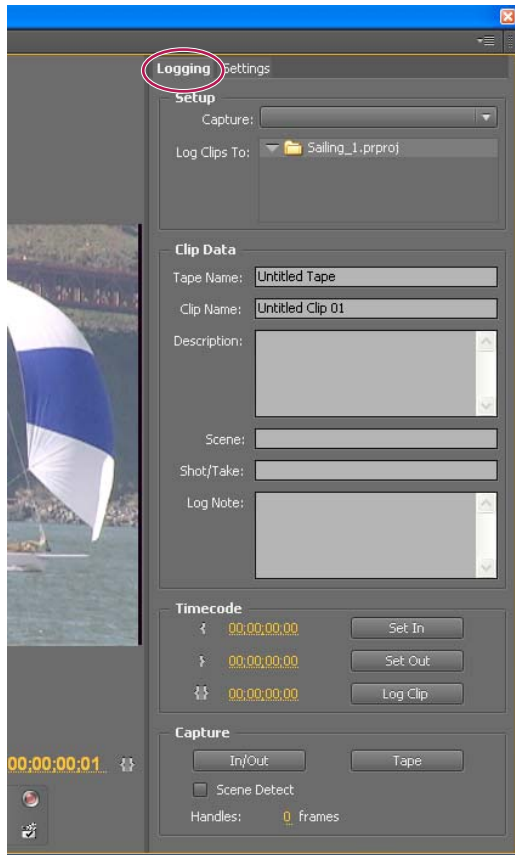 Logging Settings
Setup
Capture:
Log Clips To: Sailing_1.prproj
Clip Data
Tape Name: Untitled Tape
Clip Name: Untitled Clip 01
Description:
Scene:
Shot/Take:
Log Note:
Timecode
{ 00;00;00;00 Set In
} 00;00;00;00 Set Out
{} 00;00;00;00 Log Clip
Capture
00;00;00;01 {}
In/Out Tape
Scene Detect
Handles: 0 frames